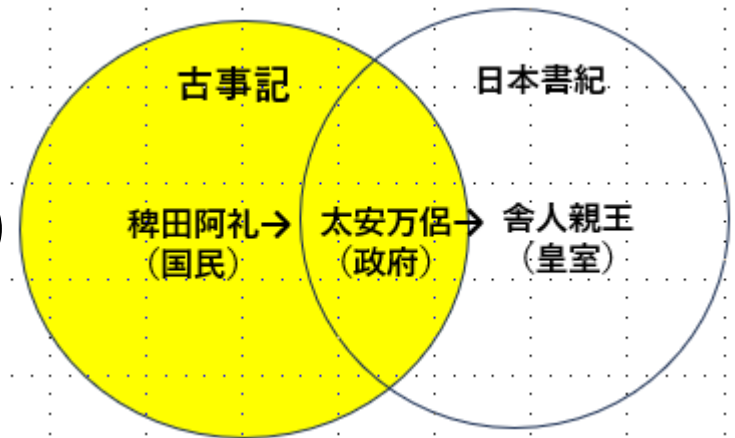 古事記
日本書紀
稗田阿礼→
(国民)
太安万侶→
(政府)
舎人親王
(皇室)